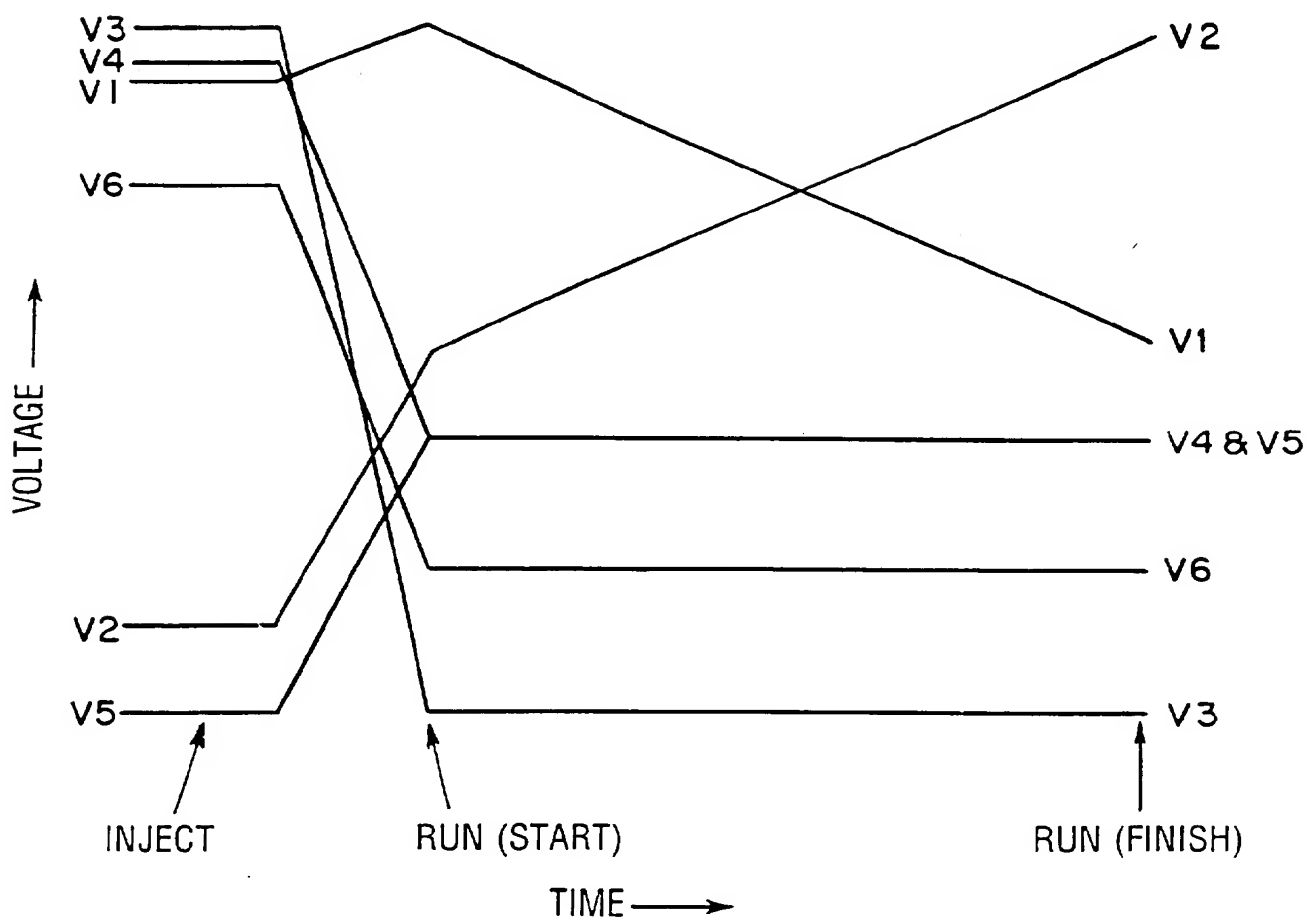 V3
V4
V1
V6
V2
V5
V2
V1
V4 & V5
V6
V3
VOLTAGE
INJECT
RUN (START)
RUN (FINISH)
TIME